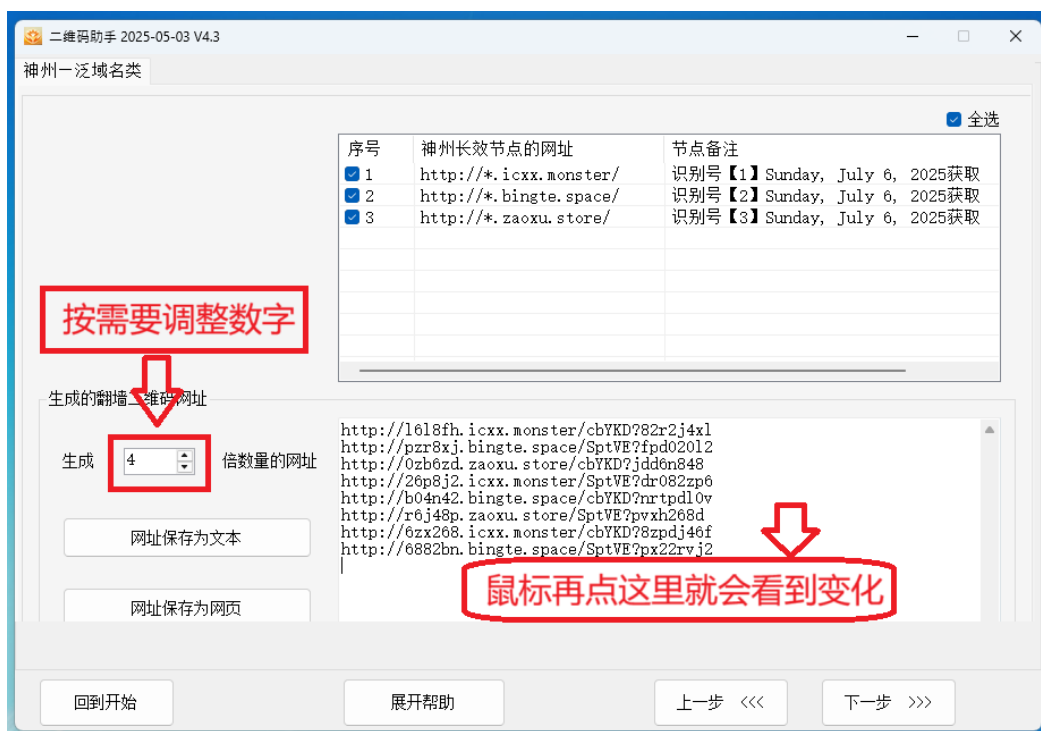 二维码助手 2025-05-03 V4.3
神州一泛域名类
全选
序号 神州长效节点的网址 节点备注
1 http://*.icxx.monster/ 识别号【1】Sunday, July 6, 2025获取
2 http://*.bingte.space/ 识别号【2】Sunday, July 6, 2025获取
3 http://*.zaoxu.store/ 识别号【3】Sunday, July 6, 2025获取
按需要调整数字
生成的翻墙二维码网址
生成 4 倍数量的网址
http://l6l8fh.icxx.monster/cbYKD?82r2j4xl
http://pzr8xj.bingte.space/SptVE?fpd020l2
http://0zb6zd.zaoxu.store/cbYKD?jdd6n848
http://26p8j2.icxx.monster/SptVE?dr082zp6
http://b04n42.bingte.space/cbYKD?nrtpdl0v
http://r6j48p.zaoxu.store/SptVE?pvxh268d
http://6zx268.icxx.monster/cbYKD?8zpdj46f
http://6882bn.bingte.space/SptVE?px22rvj2
网址保存为文本
鼠标再点这里就会看到变化
网址保存为网页
回到开始
展开帮助
上一步 <<<
下一步 >>>